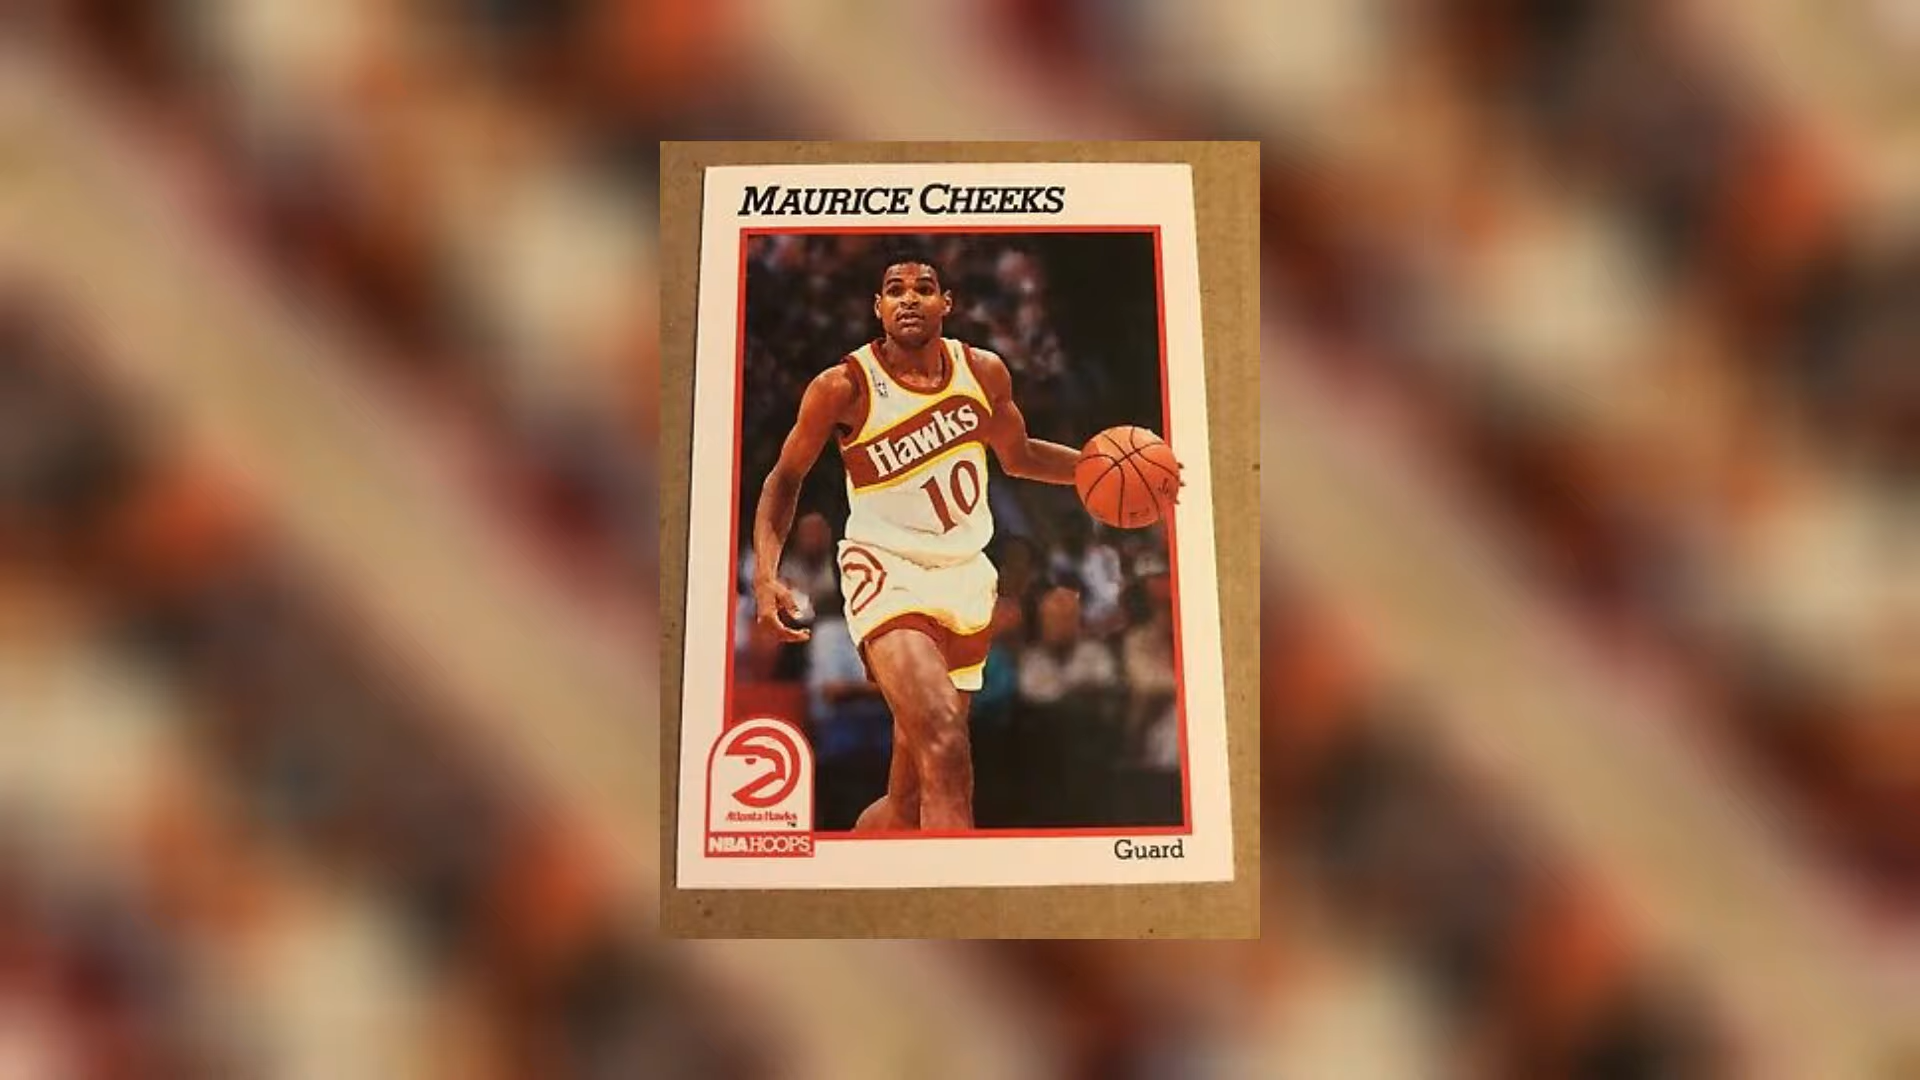 MAURICE CHEEKS
Hawks
10
Atlanta Hawks
NBA HOOPS
Guard